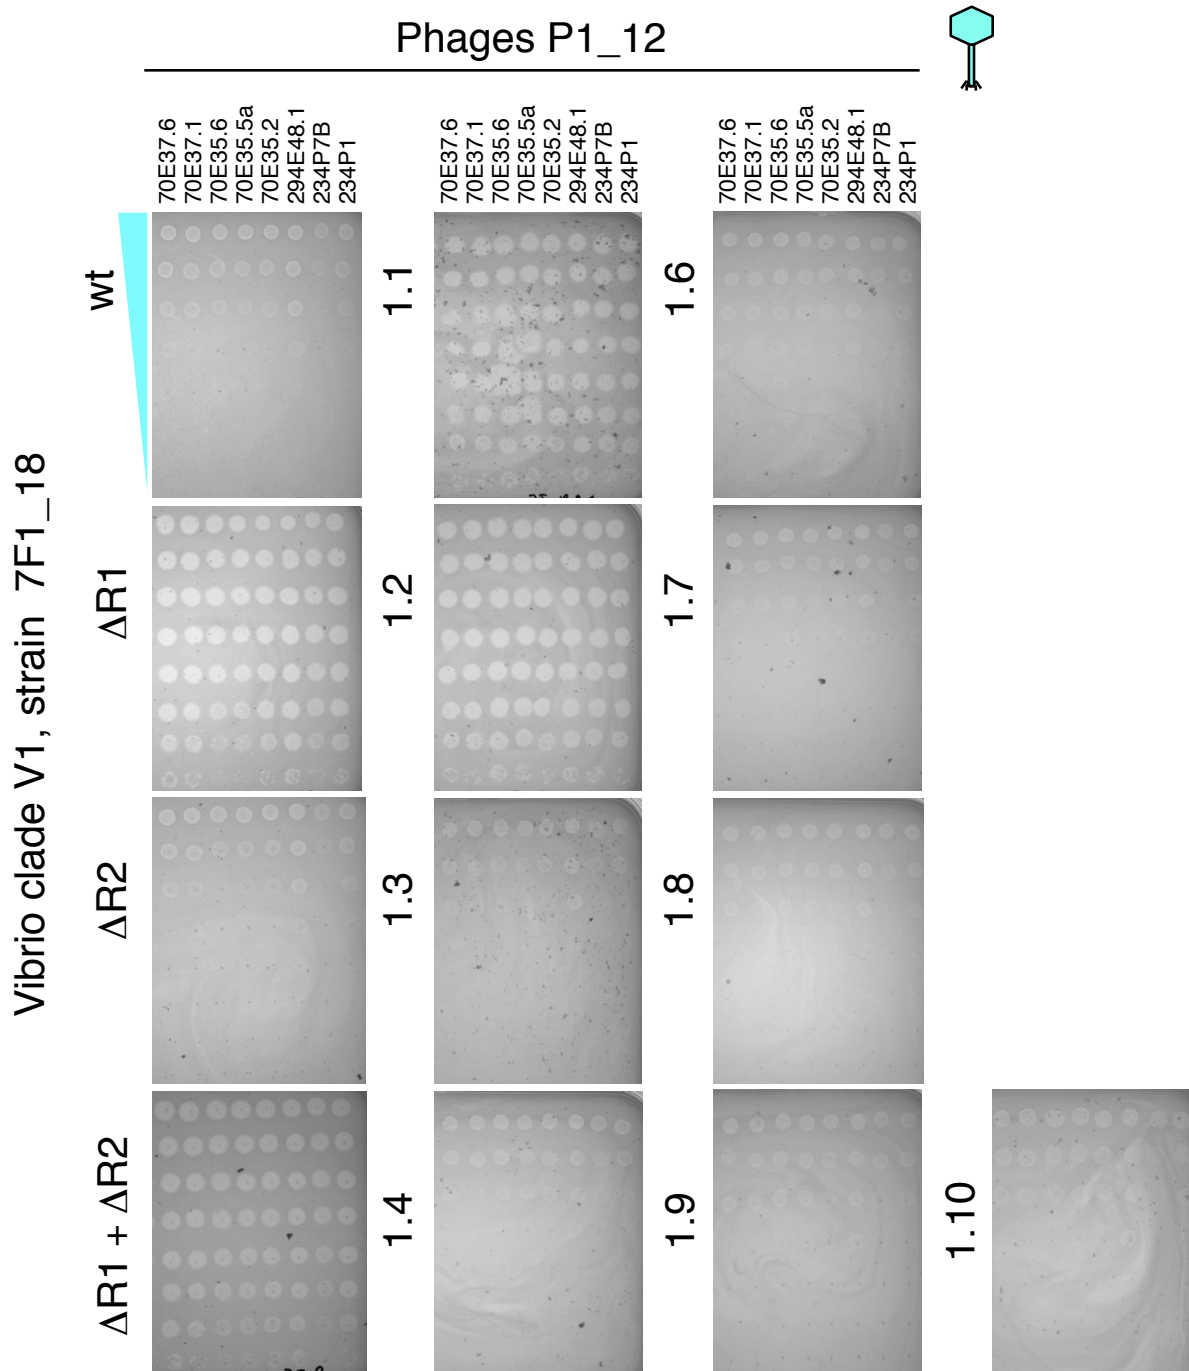 Phages P1_12
70E37.6
70E37.1
70E35.6
70E35.5a
70E35.2
294E48.1
234P7B
234P1
70E37.6
70E37.1
70E35.6
70E35.5a
70E35.2
294E48.1
234P7B
234P1
70E37.6
70E37.1
70E35.6
70E35.5a
70E35.2
294E48.1
234P7B
234P1
Vibrio clade V1, strain 7F1_18
wt
1.1
1.6
ΔR1
1.2
1.7
ΔR2
1.3
1.8
ΔR1 + ΔR2
1.4
1.9
1.10